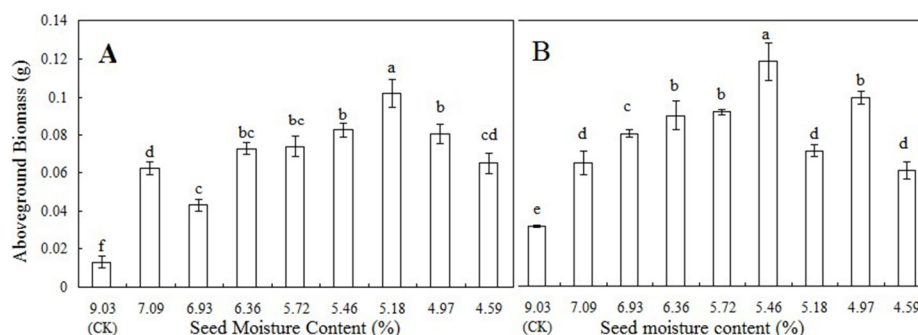 0.14
0.12
0.1
0.08
0.06
0.04
0.02
0
Aboveground Biomass (g)
A
f
d
c
bc
bc
b
a
b
cd
9.03 7.09 6.93 6.36 5.72 5.46 5.18 4.97 4.59
(CK)
Seed Moisture Content (%)
B
e
d
c
b
b
a
d
b
d
9.03 7.09 6.93 6.36 5.72 5.46 5.18 4.97 4.59
(CK)
Seed moisture content (%)